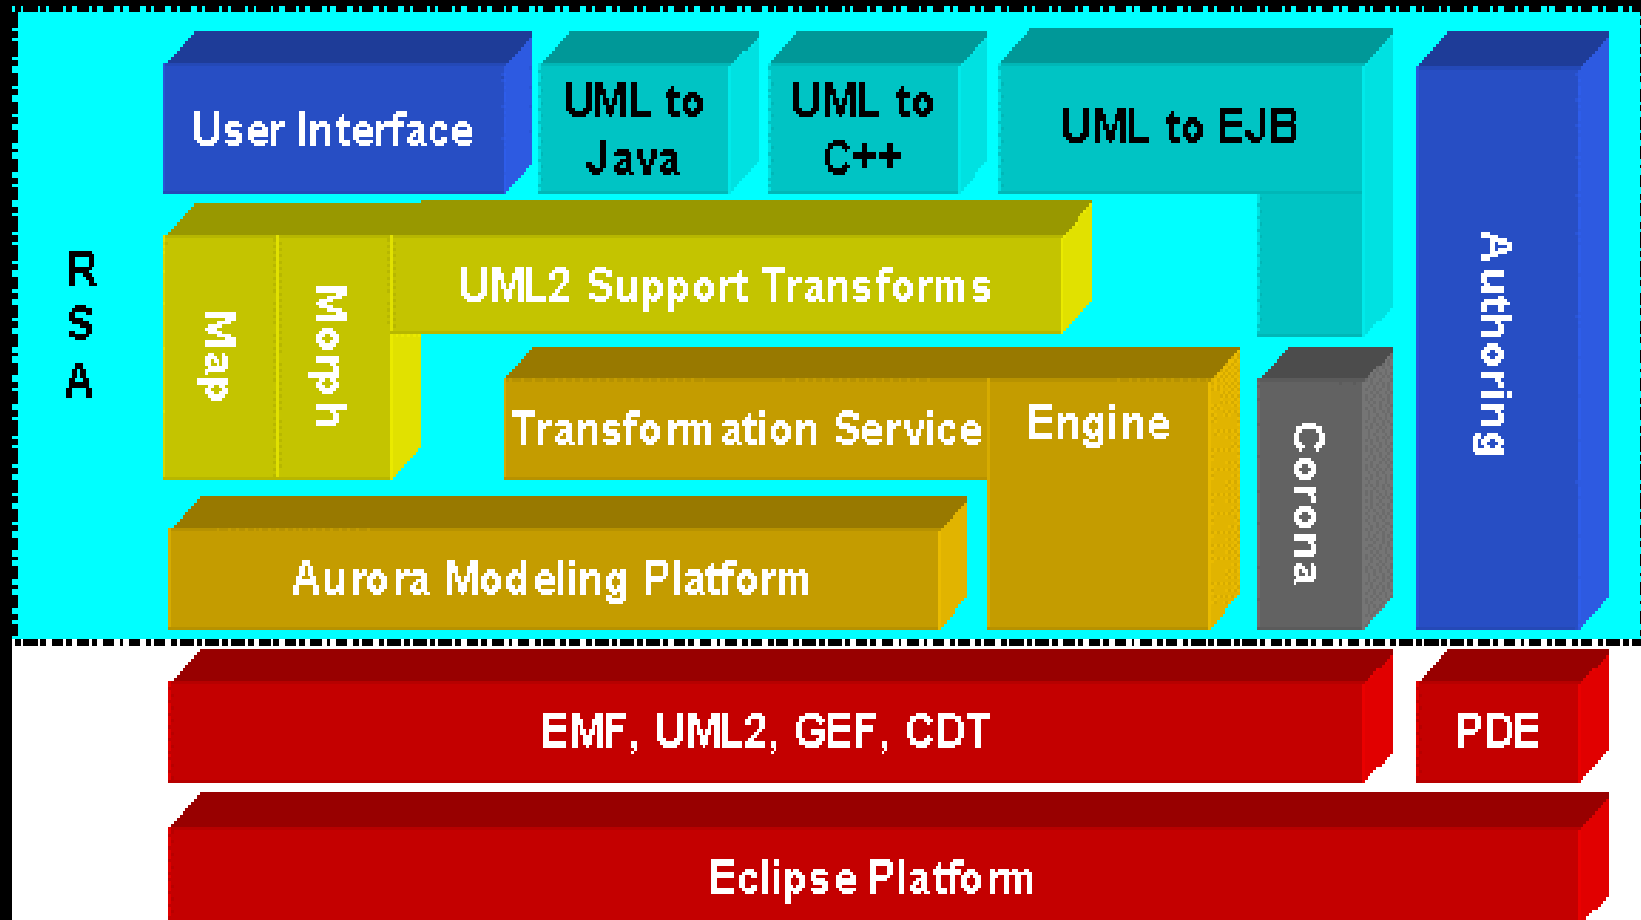 User Interface
UML to
Java
UML to
C++
UML to EJB
R
S
A
Map
Morph
UML2 Support Transforms
Authoring
Transformation Service
Engine
Corona
Aurora Modeling Platform
EMF, UML2, GEF, CDT
PDE
Eclipse Platform